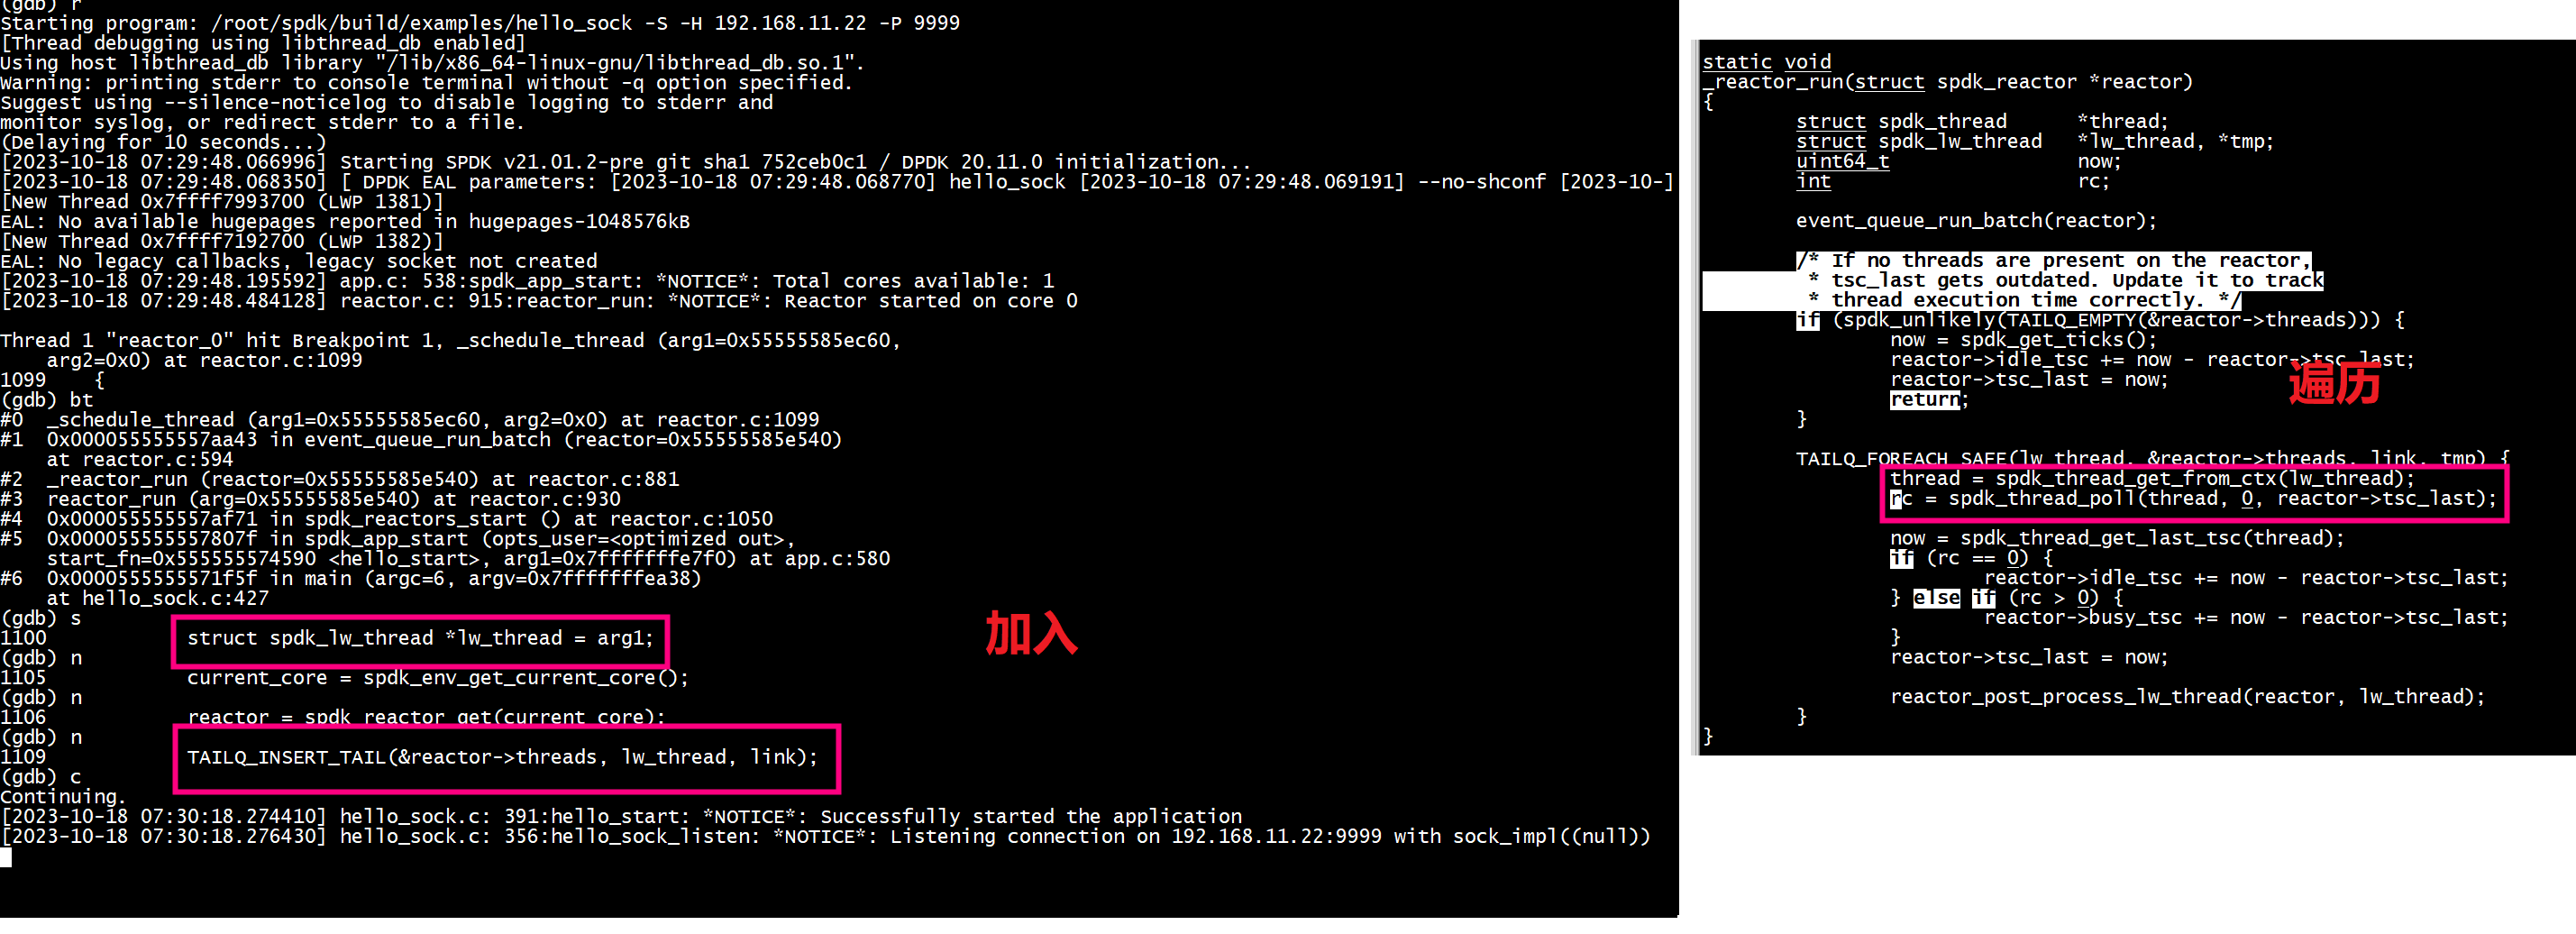 (gdb) r
Starting program: /root/spdk/build/examples/hello_sock -S -H 192.168.11.22 -P 9999
[Thread debugging using libthread_db enabled]
Using host libthread_db library "/lib/x86_64-linux-gnu/libthread_db.so.1".
Warning: printing stderr to console terminal without -q option specified.
Suggest using --silence-noticelog to disable logging to stderr and
monitor syslog, or redirect stderr to a file.
(Delaying for 10 seconds...)
[2023-10-18 07:29:48.066996] Starting SPDK v21.01.2-pre git sha1 752ceb0c1 / DPDK 20.11.0 initialization...
[2023-10-18 07:29:48.068350] [ DPDK EAL parameters: [2023-10-18 07:29:48.068770] hello_sock [2023-10-18 07:29:48.069191] --no-shconf [2023-10-]
[New Thread 0x7ffff7993700 (LWP 1381)]
EAL: No available hugepages reported in hugepages-1048576kB
[New Thread 0x7ffff7192700 (LWP 1382)]
EAL: No legacy callbacks, legacy socket not created
[2023-10-18 07:29:48.195592] app.c: 538:spdk_app_start: *NOTICE*: Total cores available: 1
[2023-10-18 07:29:48.484128] reactor.c: 915:reactor_run: *NOTICE*: Reactor started on core 0
Thread 1 "reactor_0" hit Breakpoint 1, _schedule_thread (arg1=0x55555585ec60,
    arg2=0x0) at reactor.c:1099
1099    {
(gdb) bt
#0  _schedule_thread (arg1=0x55555585ec60, arg2=0x0) at reactor.c:1099
#1  0x000055555557aa43 in event_queue_run_batch (reactor=0x55555585e540)
    at reactor.c:594
#2  _reactor_run (reactor=0x55555585e540) at reactor.c:881
#3  reactor_run (arg=0x55555585e540) at reactor.c:930
#4  0x000055555557af71 in spdk_reactors_start () at reactor.c:1050
#5  0x000055555557807f in spdk_app_start (opts_user=<optimized out>,
    start_fn=0x555555574590 <hello_start>, arg1=0x7fffffffe7f0) at app.c:580
#6  0x0000555555571f5f in main (argc=6, argv=0x7fffffffea38)
    at hello_sock.c:427
(gdb) s
1100            struct spdk_lw_thread *lw_thread = arg1;
(gdb) n
1105            current_core = spdk_env_get_current_core();
(gdb) n
1106            reactor = spdk_reactor_get(current_core);
(gdb) n
1109            TAILQ_INSERT_TAIL(&reactor->threads, lw_thread, link);
(gdb) c
Continuing.
[2023-10-18 07:30:18.274410] hello_sock.c: 391:hello_start: *NOTICE*: Successfully started the application
[2023-10-18 07:30:18.276430] hello_sock.c: 356:hello_sock_listen: *NOTICE*: Listening connection on 192.168.11.22:9999 with sock_impl((null))
加入
static void
_reactor_run(struct spdk_reactor *reactor)
{
        struct spdk_thread      *thread;
        struct spdk_lw_thread   *lw_thread, *tmp;
        uint64_t                now;
        int                     rc;
        event_queue_run_batch(reactor);
        /* If no threads are present on the reactor,
         * tsc_last gets outdated. Update it to track
         * thread execution time correctly. */
        if (spdk_unlikely(TAILQ_EMPTY(&reactor->threads))) {
                now = spdk_get_ticks();
                reactor->idle_tsc += now - reactor->tsc_last;
                reactor->tsc_last = now;
                return;
        }
        TAILQ_FOREACH_SAFE(lw_thread, &reactor->threads, link, tmp) {
                thread = spdk_thread_get_from_ctx(lw_thread);
                rc = spdk_thread_poll(thread, 0, reactor->tsc_last);
                now = spdk_thread_get_last_tsc(thread);
                if (rc == 0) {
                        reactor->idle_tsc += now - reactor->tsc_last;
                } else if (rc > 0) {
                        reactor->busy_tsc += now - reactor->tsc_last;
                }
                reactor->tsc_last = now;
                reactor_post_process_lw_thread(reactor, lw_thread);
        }
}
遍历